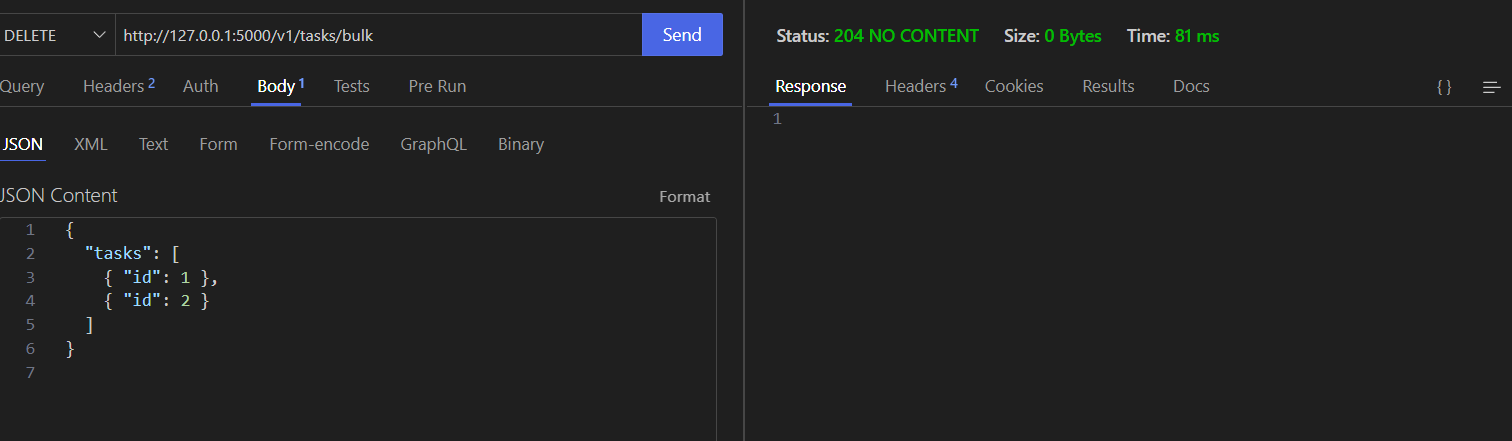 DELETE http://127.0.0.1:5000/v1/tasks/bulk Send
Query Headers 2 Auth Body 1 Tests Pre Run
JSON XML Text Form Form-encode GraphQL Binary
JSON Content Format
1 {
2 "tasks": [
3 { "id": 1 },
4 { "id": 2 }
5 ]
6 }
7
Status: 204 NO CONTENT Size: 0 Bytes Time: 81 ms
Response Headers 4 Cookies Results Docs { }
1